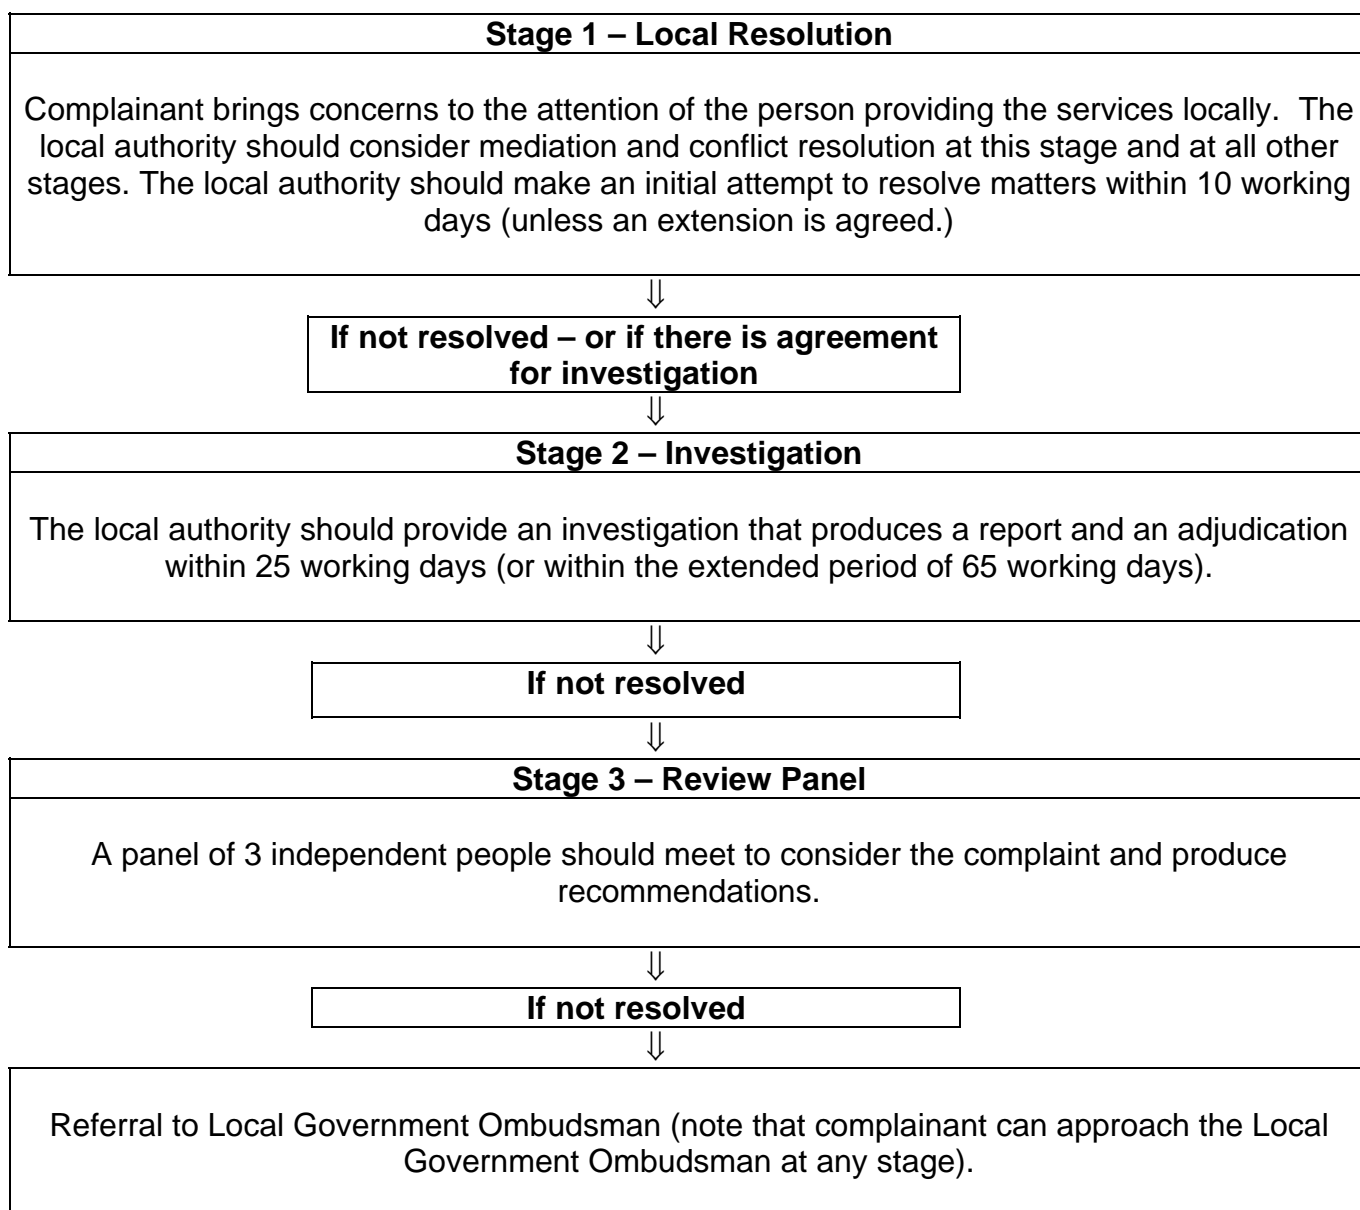 Stage 1 – Local Resolution
Complainant brings concerns to the attention of the person providing the services locally.  The
local authority should consider mediation and conflict resolution at this stage and at all other
stages. The local authority should make an initial attempt to resolve matters within 10 working
days (unless an extension is agreed.)
⇓
If not resolved – or if there is agreement
for investigation
⇓
Stage 2 – Investigation
The local authority should provide an investigation that produces a report and an adjudication
within 25 working days (or within the extended period of 65 working days).
⇓
If not resolved
⇓
Stage 3 – Review Panel
A panel of 3 independent people should meet to consider the complaint and produce
recommendations.
⇓
If not resolved
⇓
Referral to Local Government Ombudsman (note that complainant can approach the Local
Government Ombudsman at any stage).